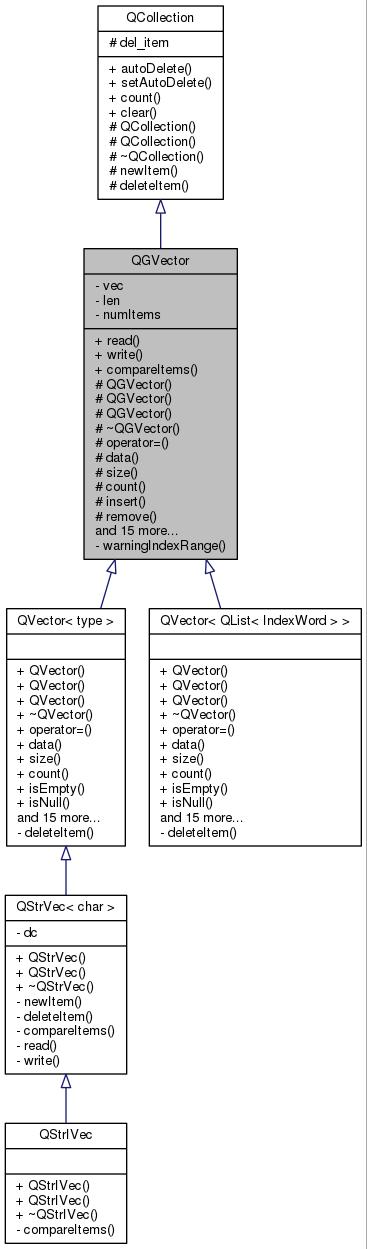 QCollection
# del_item
+ autoDelete()
+ setAutoDelete()
+ count()
+ clear()
# QCollection()
# QCollection()
# ~QCollection()
# newItem()
# deleteItem()
QGVector
- vec
- len
- numItems
+ read()
+ write()
+ compareItems()
# QGVector()
# QGVector()
# QGVector()
# ~QGVector()
# operator=()
# data()
# size()
# count()
# insert()
# remove()
and 15 more...
- warningIndexRange()
QVector< type >
+ QVector()
+ QVector()
+ QVector()
+ ~QVector()
+ operator=()
+ data()
+ size()
+ count()
+ isEmpty()
+ isNull()
and 15 more...
- deleteItem()
QVector< QList< IndexWord > >
+ QVector()
+ QVector()
+ QVector()
+ ~QVector()
+ operator=()
+ data()
+ size()
+ count()
+ isEmpty()
+ isNull()
and 15 more...
- deleteItem()
QStrVec< char >
- dc
+ QStrVec()
+ QStrVec()
+ ~QStrVec()
- newItem()
- deleteItem()
- compareItems()
- read()
- write()
QStrIVec
+ QStrIVec()
+ QStrIVec()
+ ~QStrIVec()
- compareItems()